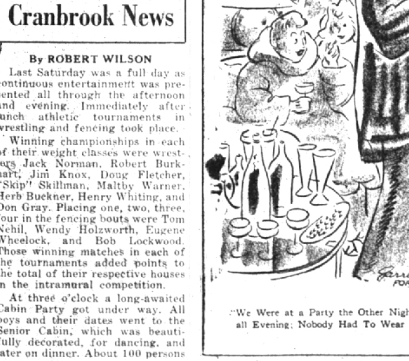 Cranbrook News
By ROBERT WILSON
Last Saturday was a full day as
continuous entertainment was pre-
sented all through the afternoon
and evening. Immediately after
lunch athletic tournaments in
wrestling and fencing took place.
Winning championships in each
of their weight classes were wrest-
lers Jack Norman, Robert Burk-
hart, Jim Knox, Doug Fletcher,
"Skip" Skillman, Maltby Warner,
Herb Buckner, Henry Whiting, and
Don Gray. Placing one, two, three,
four in the fencing bouts were Tom
Nehil, Wendy Holzworth, Eugene
Wheelock, and Bob Lockwood.
Those winning matches in each of
the tournaments added points to
the total of their respective houses
in the intramural competition.
At three o'clock a long-awaited
Cabin Party got under way. All
boys and their dates went to the
Senior Cabin, which was beauti-
fully decorated, for dancing, and
later on dinner. About 100 persons
"We Were at a Party the Other Nigh
all Evening; Nobody Had To Wear